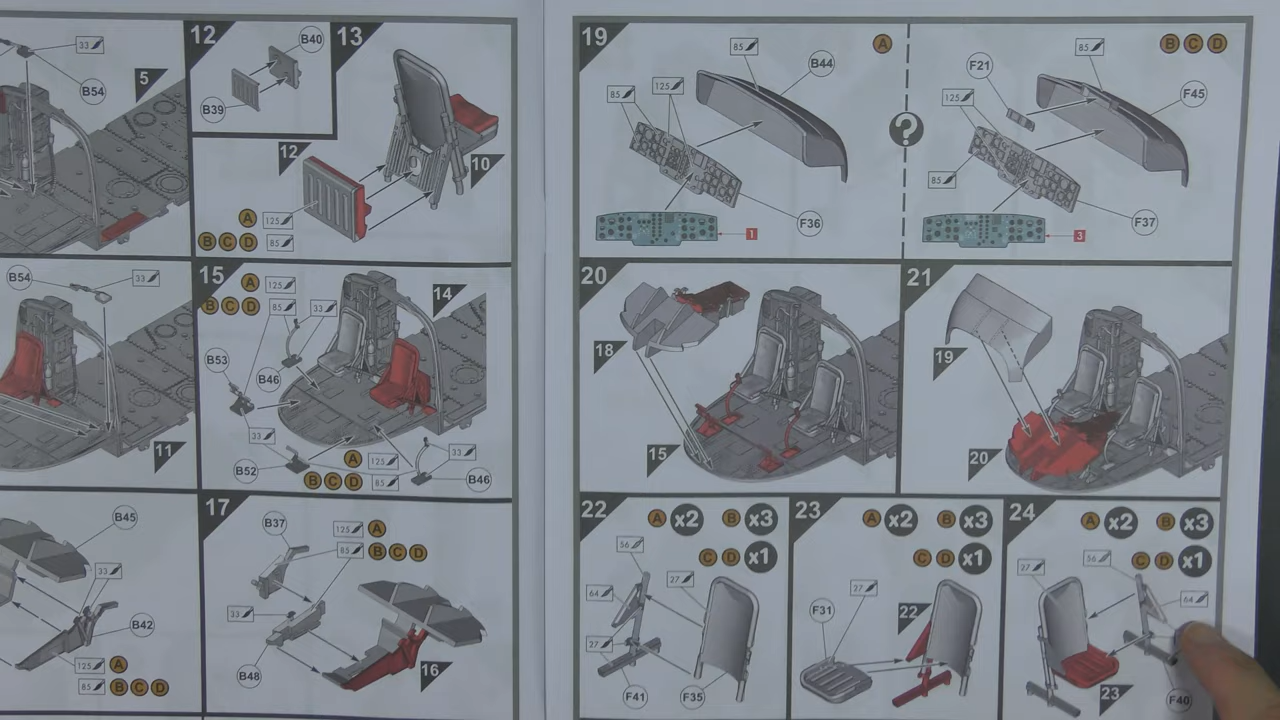 33
B54
5
12
B40
B39
13
12
10
A 125
B C D 85
B54
33
11
15
A 125
B C D 85
33
14
B53
B46
33
B52
A 125
B C D 85
33
B46
B45
33
B42
125 A
85 B C D
17
B37
125 A
85 B C D
33
B48
16
19
A
85
B44
85
125
F36
1
?
B C D
85
F21
125
F45
85
F37
3
20
18
15
21
19
20
22
A x2 B x3
C D x1
56
64
27
27
F41
F35
23
A x2 B x3
C D x1
27
F31
22
24
A x2 B x3
C D x1
27
56
64
23
F40